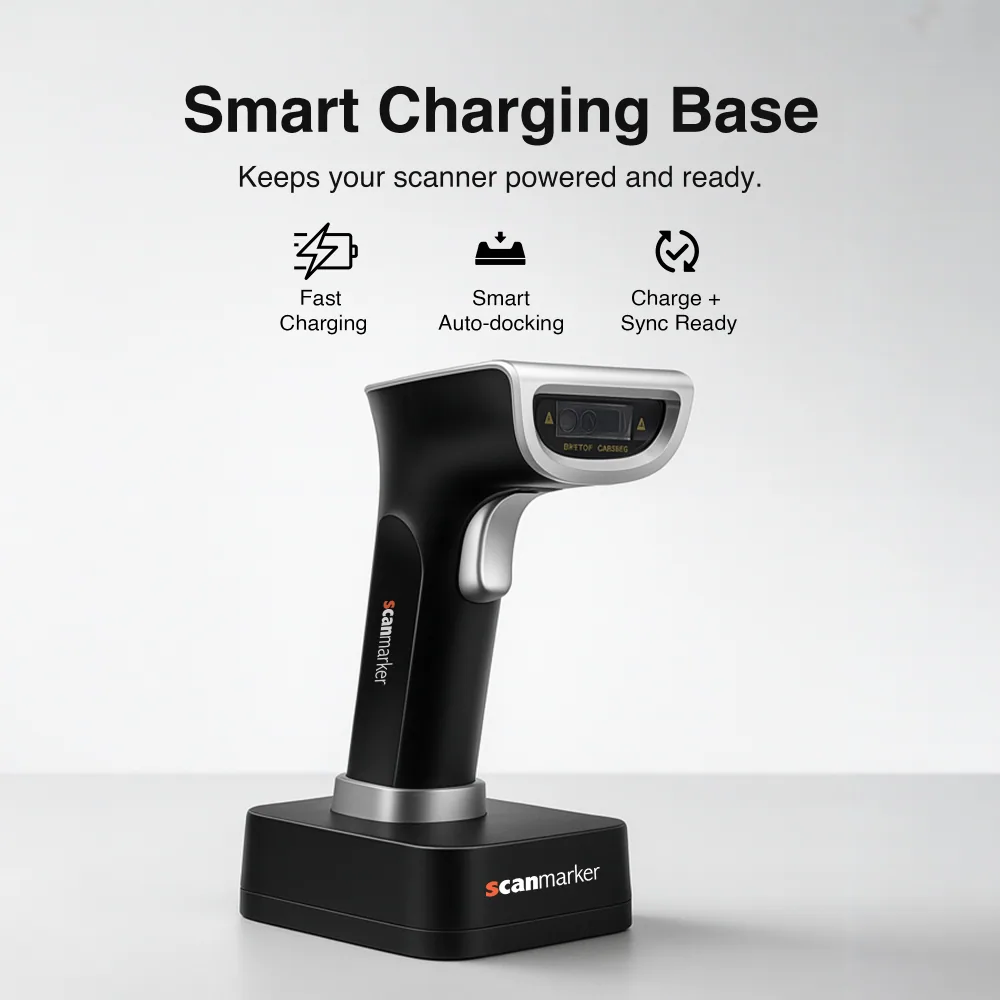 Smart Charging Base
Keeps your scanner powered and ready.
Fast
Charging
Smart
Auto-docking
Charge +
Sync Ready
scanmarker
scanmarker